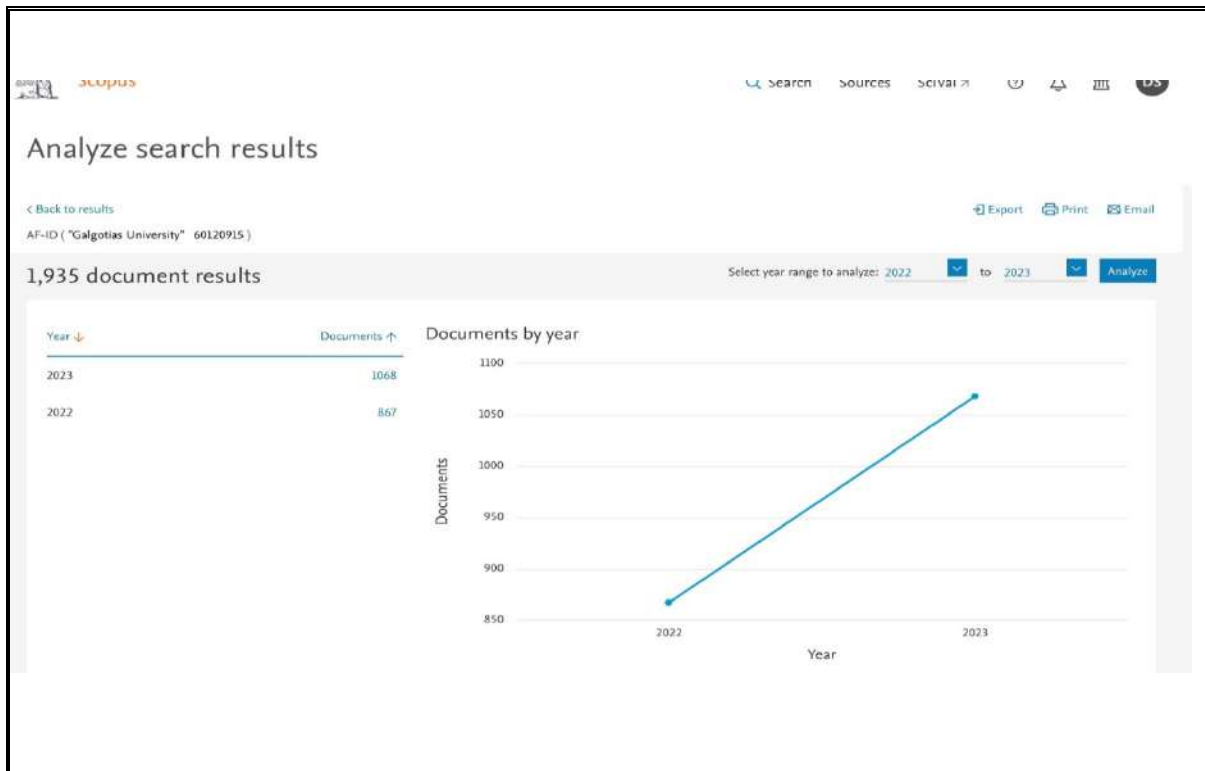 Scopus
Search Sources SciVal DS
Analyze search results
Back to results
Export Print Email
AF-ID ( "Galgotias University" 60120915 )
1,935 document results
Select year range to analyze: 2022 to 2023 Analyze
Year Documents
2023 1068
2022 867
Documents by year
1100
1050
1000
950
900
850
Documents
2022 2023
Year